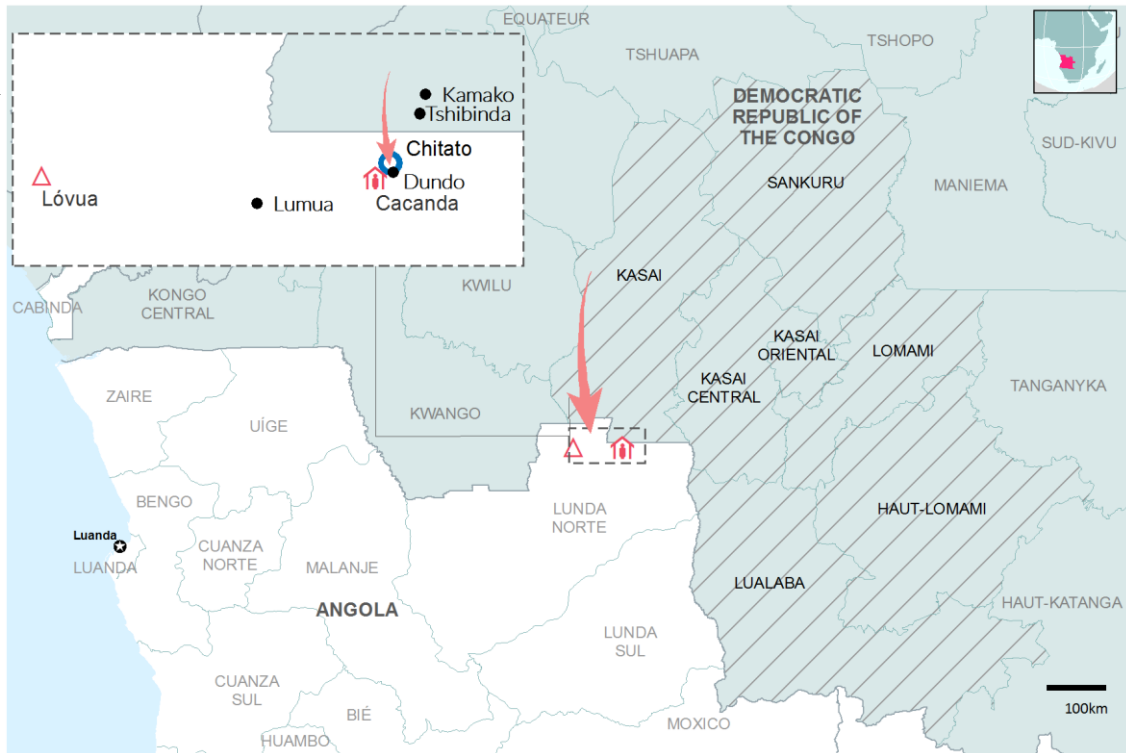 EQUATEUR
TSHUAPA
TSHOPO
DEMOCRATIC
REPUBLIC OF
THE CONGO
SUD-KIVU
SANKURU
MANIEMA
Kamako
Tshibinda
Chitato
Dundo
Cacanda
Lóvua
Lumua
KASAI
KWILU
CABINDA
KONGO
CENTRAL
KASAI
ORIENTAL
LOMAMI
KASAI
CENTRAL
TANGANYKA
ZAIRE
UÍGE
KWANGO
BENGO
LUNDA
NORTE
HAUT-LOMAMI
Luanda
LUANDA
CUANZA
NORTE
MALANJE
ANGOLA
LUALABA
HAUT-KATANGA
LUNDA
SUL
CUANZA
SUL
BIÉ
HUAMBO
MOXICO
100km